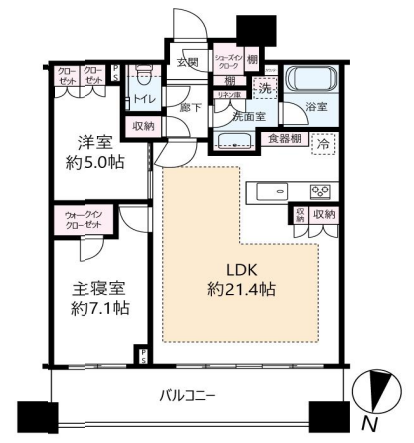 玄関
シューズイン
クローク
棚
クロー
ゼット
クロー
ゼット
PS
トイレ
棚
リネン庫
洗
浴室
廊下
洗面室
収納
洋室
約5.0帖
食器棚
冷
ウォークイン
クローゼット
収納
収納
主寝室
約7.1帖
LDK
約21.4帖
PS
バルコニー
N